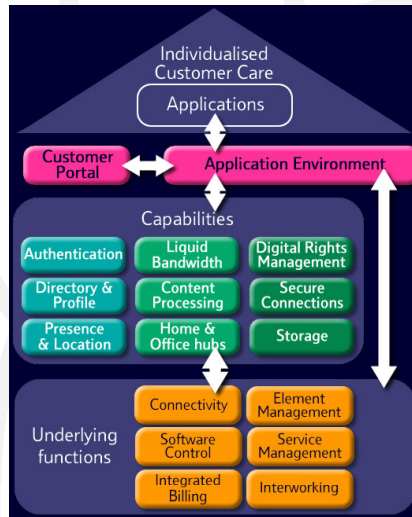 Individualised
Customer Care
Applications
Customer
Portal
Application Environment
Capabilities
Authentication
Liquid
Bandwidth
Digital Rights
Management
Directory &
Profile
Content
Processing
Secure
Connections
Presence
& Location
Home &
Office hubs
Storage
Underlying
functions
Connectivity
Element
Management
Software
Control
Service
Management
Integrated
Billing
Interworking